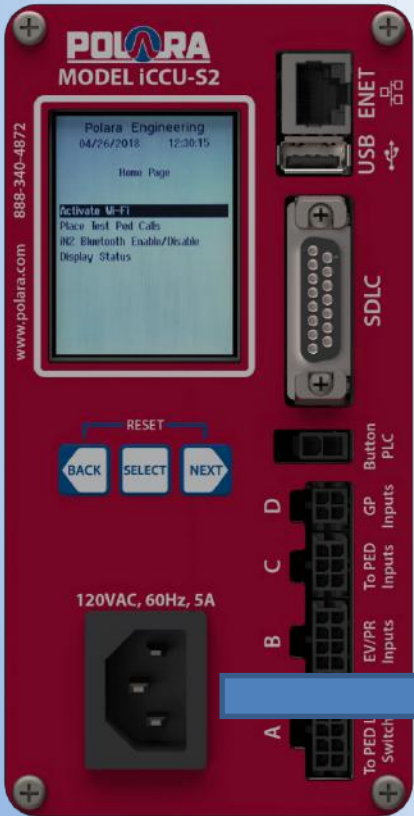 POLARA
MODEL iCCU-S2
888-340-4872
www.polara.com
Polara Engineering
04/26/2018 12:30:15
Home Page
Activate Wi-Fi
Place Test Ped Calls
iN2 Bluetooth Enable/Disable
Display Status
RESET
BACK
SELECT
NEXT
120VAC, 60Hz, 5A
ENET
USB
SDLC
Button
PLC
D
GP
Inputs
C
To PED
Inputs
B
EV/PR
Inputs
A
To PED
Switch